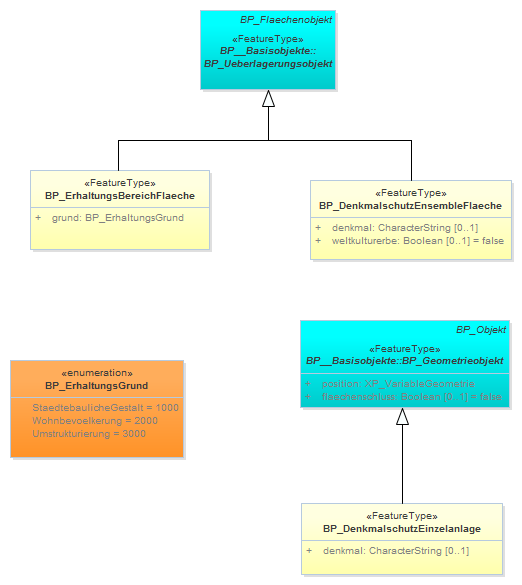 BP_Flaechenobjekt
«FeatureType»
BP__Basisobjekte::
BP_Ueberlagerungsobjekt
«FeatureType»
BP_ErhaltungsBereichFlaeche
+ grund: BP_ErhaltungsGrund
«FeatureType»
BP_DenkmalschutzEnsembleFlaeche
+ denkmal: CharacterString [0..1]
+ weltkulturerbe: Boolean [0..1] = false
BP_Objekt
«FeatureType»
BP__Basisobjekte::BP_Geometrieobjekt
+ position: XP_VariableGeometrie
+ flaechenschluss: Boolean [0..1] = false
«enumeration»
BP_ErhaltungsGrund
StaedtebaulicheGestalt = 1000
Wohnbevoelkerung = 2000
Umstrukturierung = 3000
«FeatureType»
BP_DenkmalschutzEinzelanlage
+ denkmal: CharacterString [0..1]